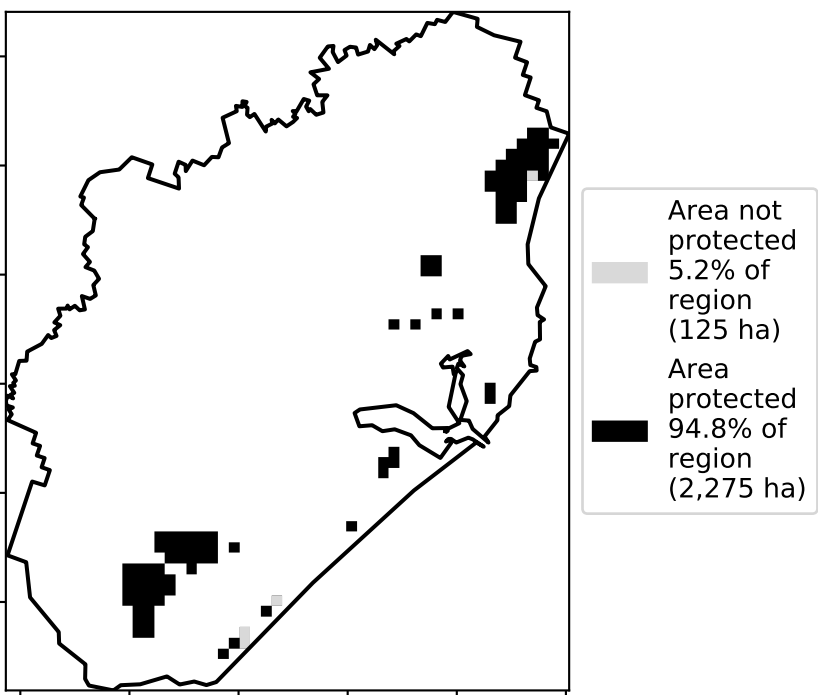 Area not
protected
5.2% of
region
(125 ha)
Area
protected
94.8% of
region
(2,275 ha)